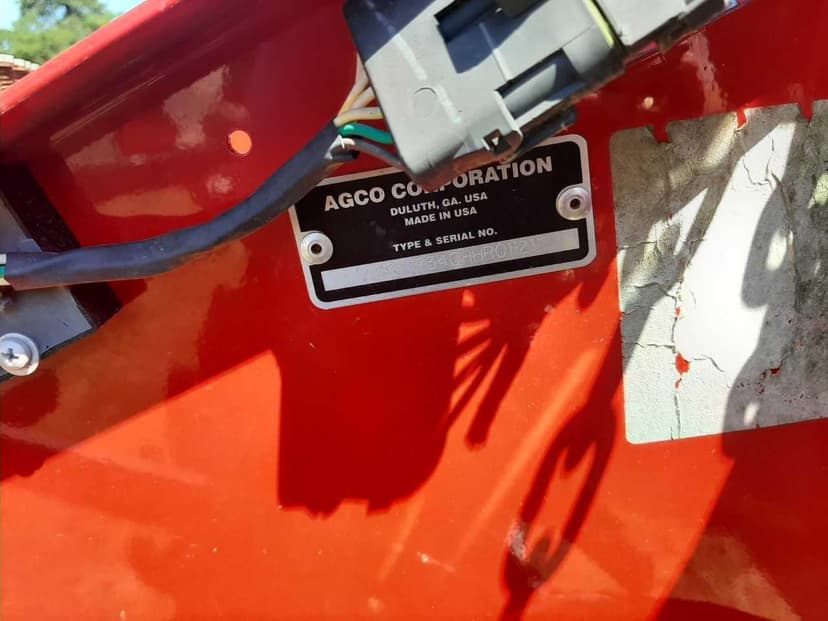 AGCO CORPORATION
DULUTH, GA. USA
MADE IN USA
TYPE & SERIAL NO.